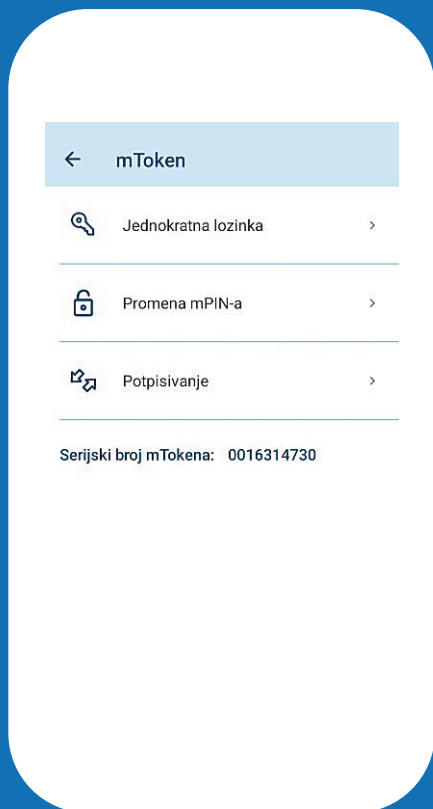 mToken
Jednokratna lozinka
Promena mPIN-a
Potpisivanje
Serijski broj mTokena: 0016314730